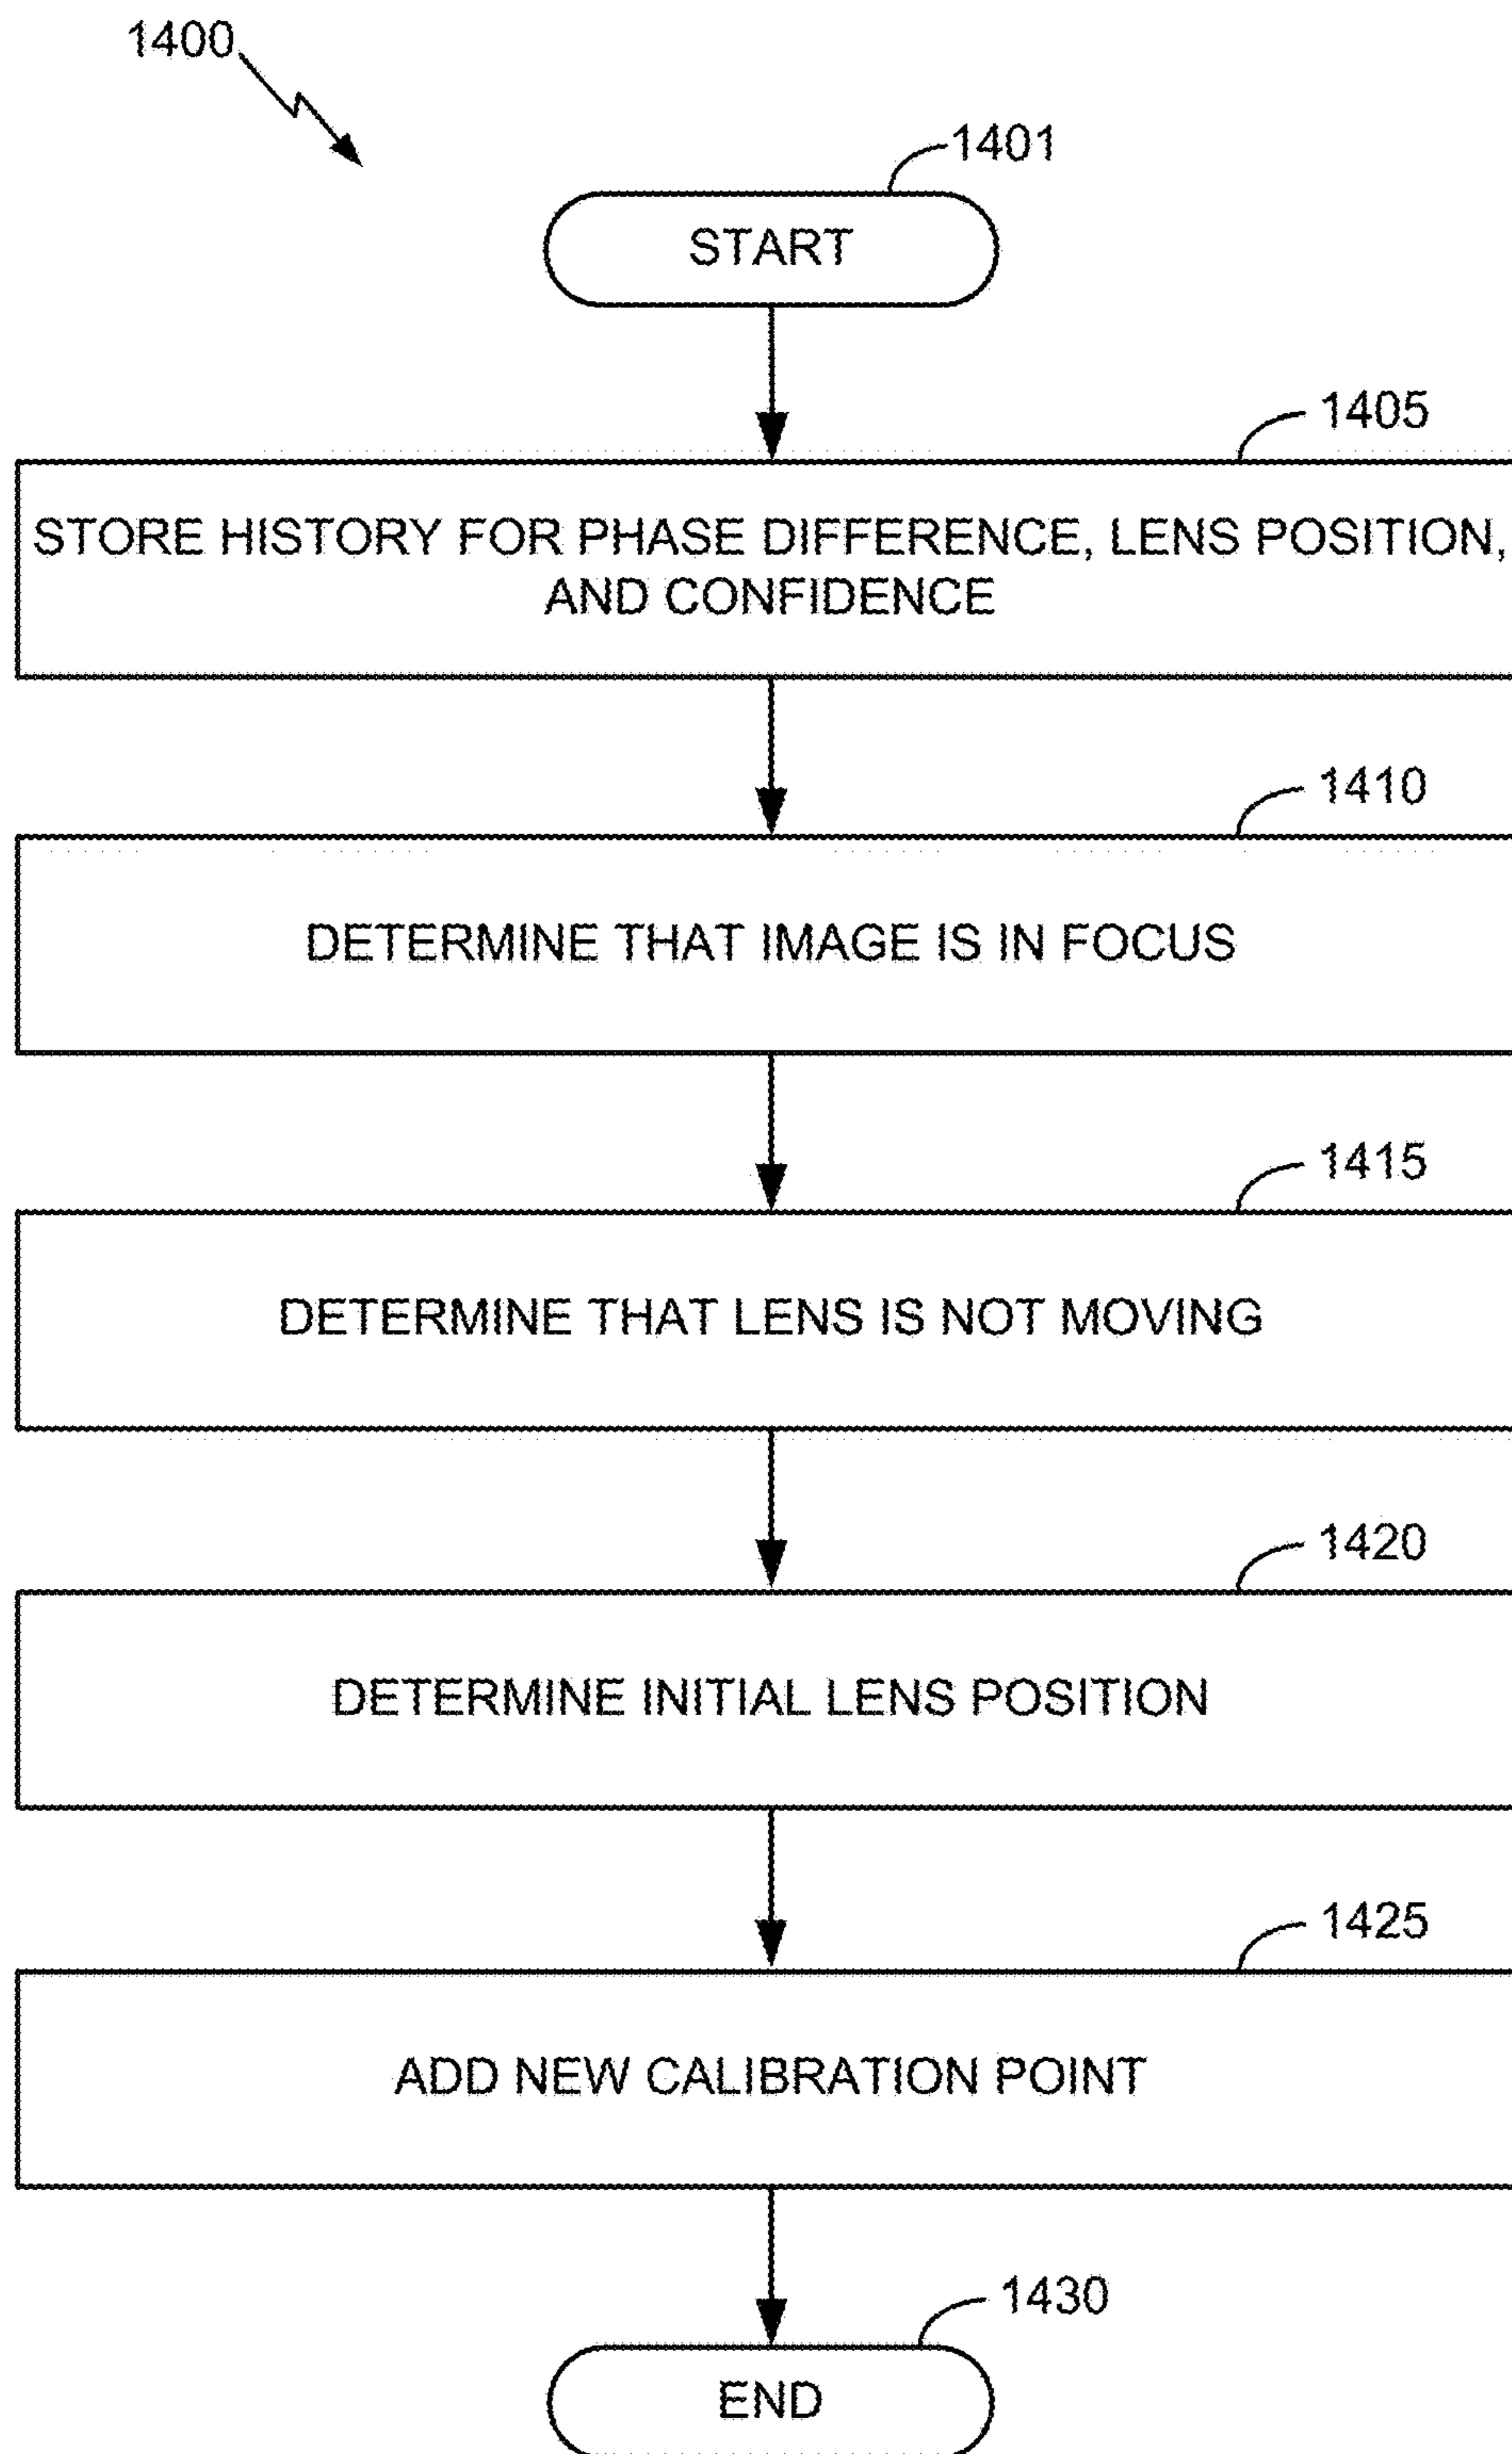 1400
1401
START
1405
STORE HISTORY FOR PHASE DIFFERENCE, LENS POSITION,
AND CONFIDENCE
1410
DETERMINE THAT IMAGE IS IN FOCUS
1415
DETERMINE THAT LENS IS NOT MOVING
1420
DETERMINE INITIAL LENS POSITION
1425
ADD NEW CALIBRATION POINT
1430
END